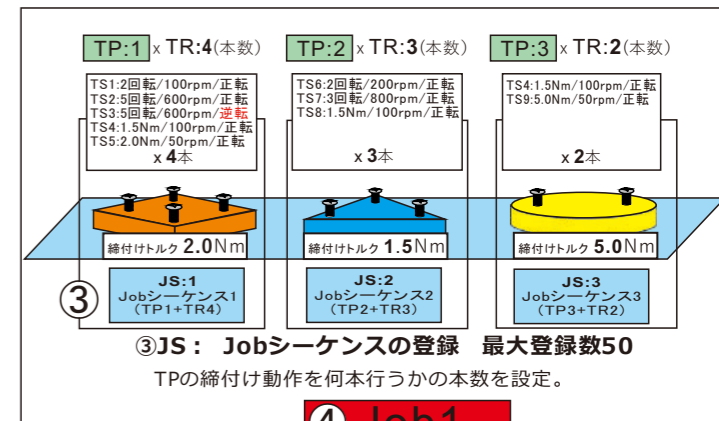 TP:1 x TR:4(本数)
TS1:2回転/100rpm/正転
TS2:5回転/600rpm/正転
TS3:5回転/600rpm/逆転
TS4:1.5Nm/100rpm/正転
TS5:2.0Nm/50rpm/正転
x 4本
締付けトルク 2.0Nm
JS:1
Jobシーケンス1
(TP1+TR4)
TP:2 x TR:3(本数)
TS6:2回転/200rpm/正転
TS7:3回転/800rpm/正転
TS8:1.5Nm/100rpm/正転
x 3本
締付けトルク 1.5Nm
JS:2
Jobシーケンス2
(TP2+TR3)
TP:3 x TR:2(本数)
TS4:1.5Nm/100rpm/正転
TS9:5.0Nm/50rpm/正転
x 2本
締付けトルク 5.0Nm
JS:3
Jobシーケンス3
(TP3+TR2)
③
③JS： Jobシーケンスの登録 最大登録数50
TPの締付け動作を何本行うかの本数を設定。
④ Job1